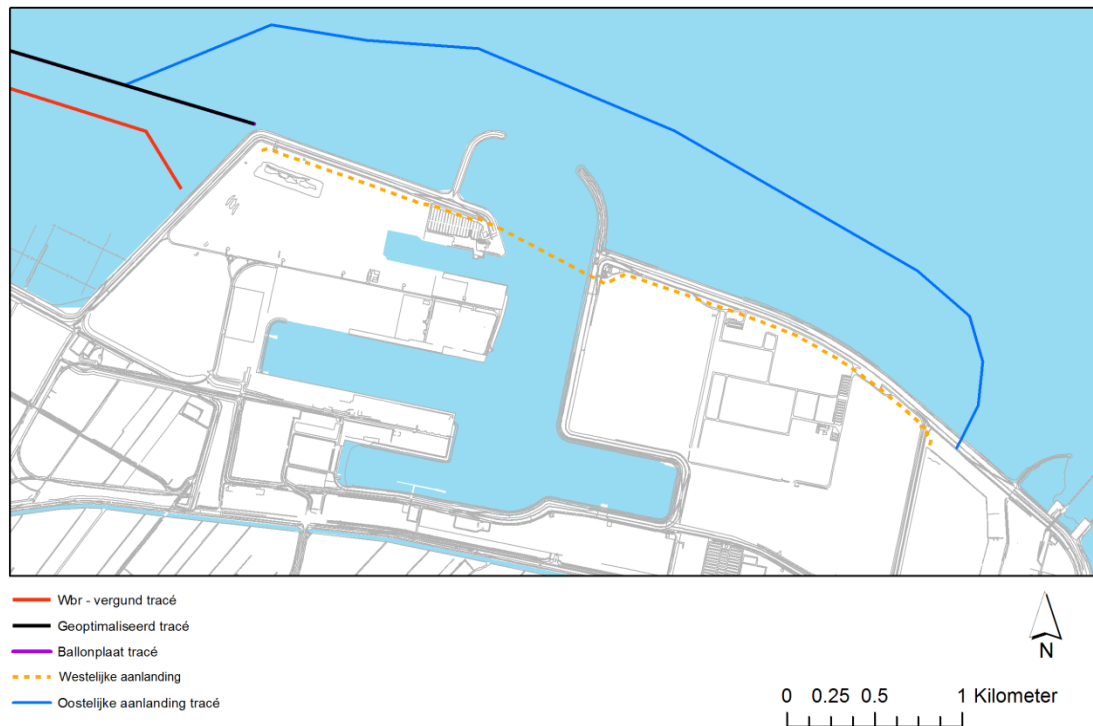 Wbr - vergund tracé
Geoptimaliseerd tracé
Ballonplaat tracé
Westelijke aanlanding
Oostelijke aanlanding tracé
N
0 0.25 0.5 1 Kilometer